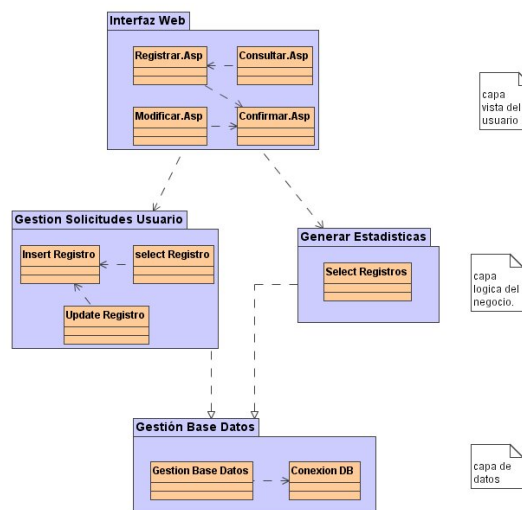 Interfaz Web
Registrar.Asp
Consultar.Asp
Modificar.Asp
Confirmar.Asp
capa
vista del
usuario
Gestion Solicitudes Usuario
Insert Registro
select Registro
Update Registro
Generar Estadisticas
Select Registros
capa
logica del
negocio.
Gestión Base Datos
Gestion Base Datos
Conexion DB
capa de
datos